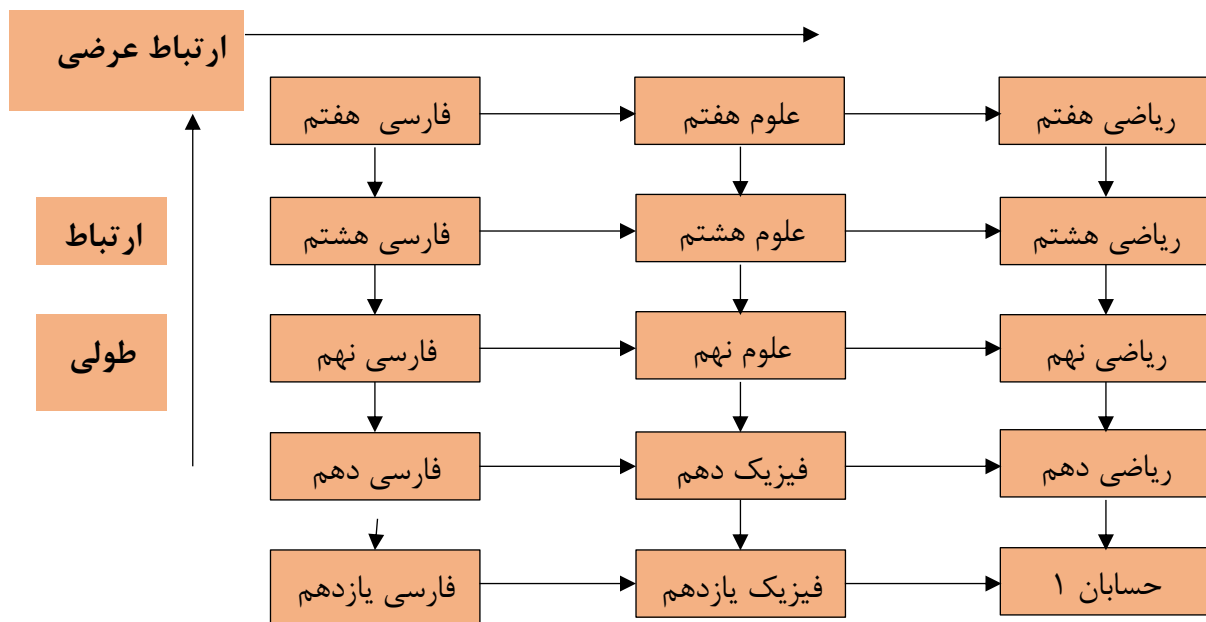 ارتباط عرضی
فارسی هفتم
علوم هفتم
ریاضی هفتم
ارتباط
فارسی هشتم
علوم هشتم
ریاضی هشتم
طولی
فارسی نهم
علوم نهم
ریاضی نهم
فارسی دهم
فیزیک دهم
ریاضی دهم
فارسی یازدهم
فیزیک یازدهم
حسابان ۱